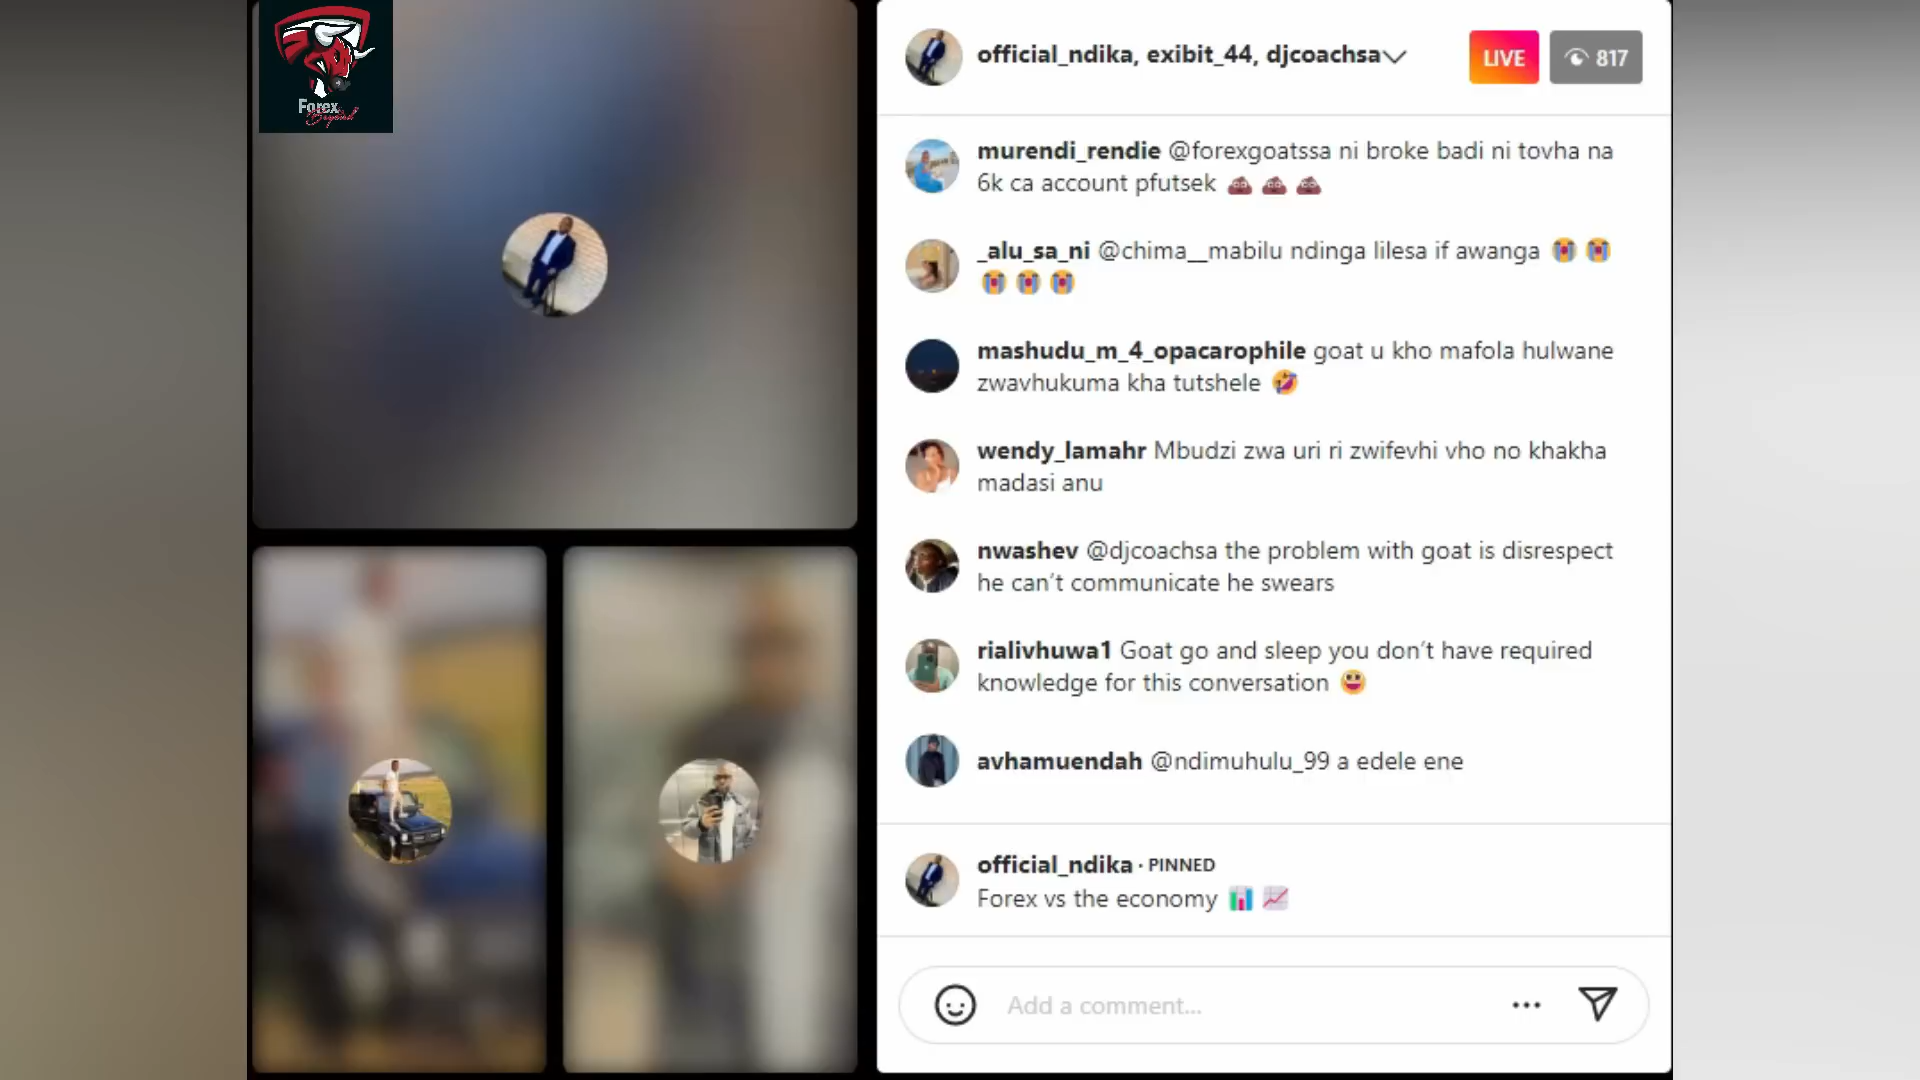 Forex
Beyond
official_ndika, exibit_44, djcoachsa
LIVE
817
murendi_rendie @forexgoatssa ni broke badi ni tovha na
6k ca account pfutsek 💩 💩 💩
_alu_sa_ni @chima__mabilu ndinga lilesa if awanga 😭 😭
😭 😭 😭
mashudu_m_4_opacarophile goat u kho mafola hulwane
zwavhukuma kha tutshele 🤣
wendy_lamahr Mbudzi zwa uri ri zwifevhi vho no khakha
madasi anu
nwashev @djcoachsa the problem with goat is disrespect
he can’t communicate he swears
rialivhuwa1 Goat go and sleep you don’t have required
knowledge for this conversation 😃
avhamuendah @ndimuhulu_99 a edele ene
official_ndika · PINNED
Forex vs the economy 📊 📈
Add a comment...